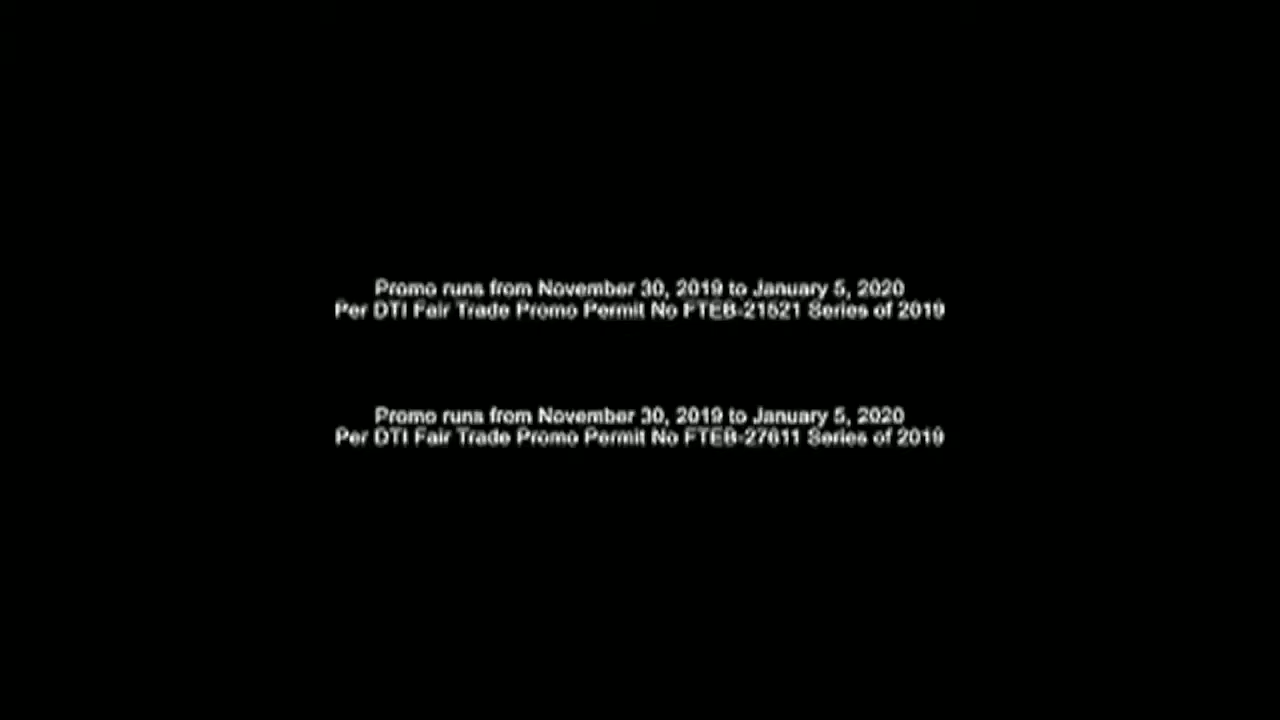 Promo runs from November 30, 2019 to January 5, 2020
Per DTI Fair Trade Promo Permit No FTEB-21521 Series of 2019
Promo runs from November 30, 2019 to January 5, 2020
Per DTI Fair Trade Promo Permit No FTEB-27611 Series of 2019